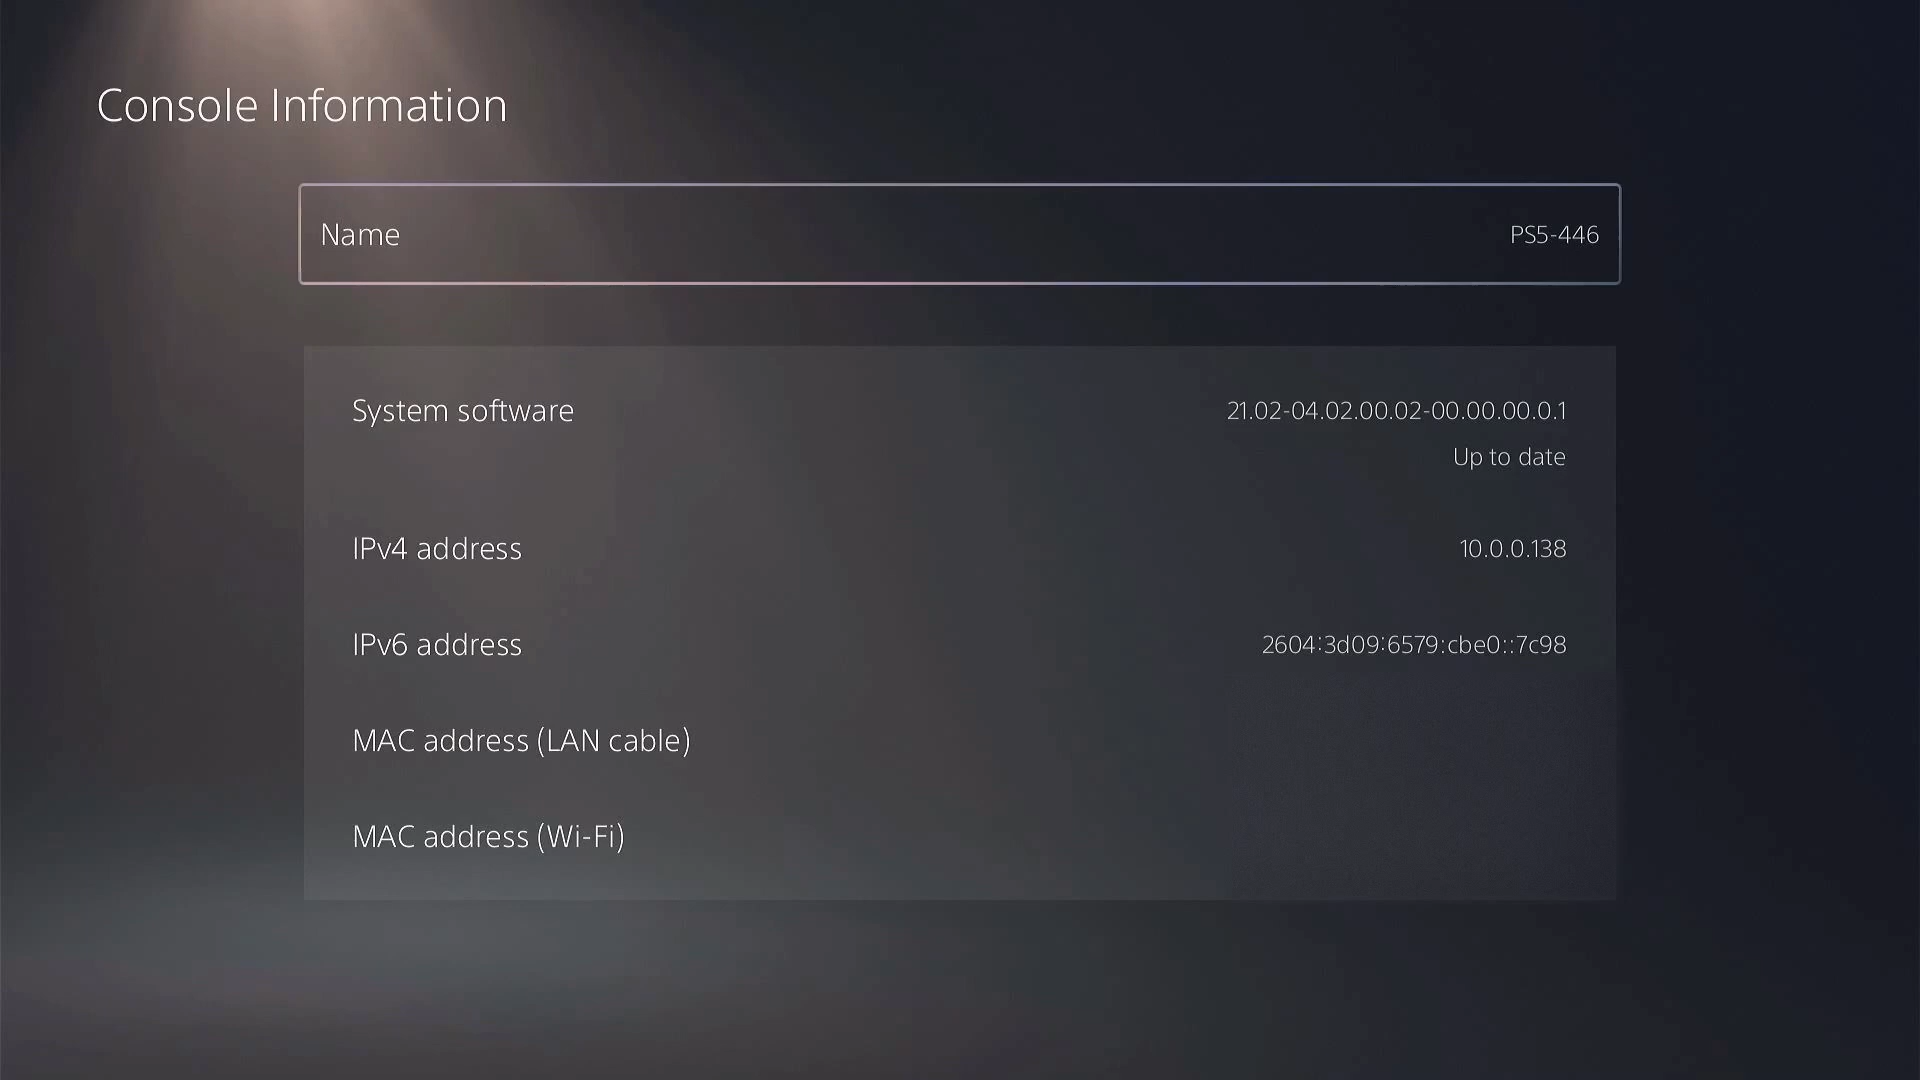 Console Information
Name PS5-446
System software 21.02-04.02.00.02-00.00.00.0.1
Up to date
IPv4 address 10.0.0.138
IPv6 address 2604:3d09:6579:cbe0::7c98
MAC address (LAN cable)
MAC address (Wi-Fi)